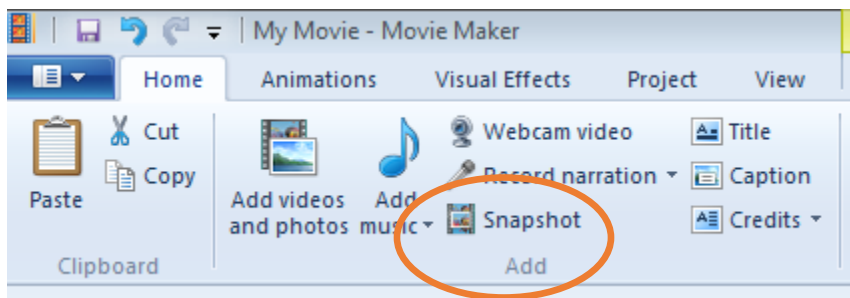 My Movie - Movie Maker
Home Animations Visual Effects Project View
Paste
Cut
Copy
Clipboard
Add videos
and photos
Add
music
Webcam video
Record narration
Snapshot
Title
Caption
Credits
Add